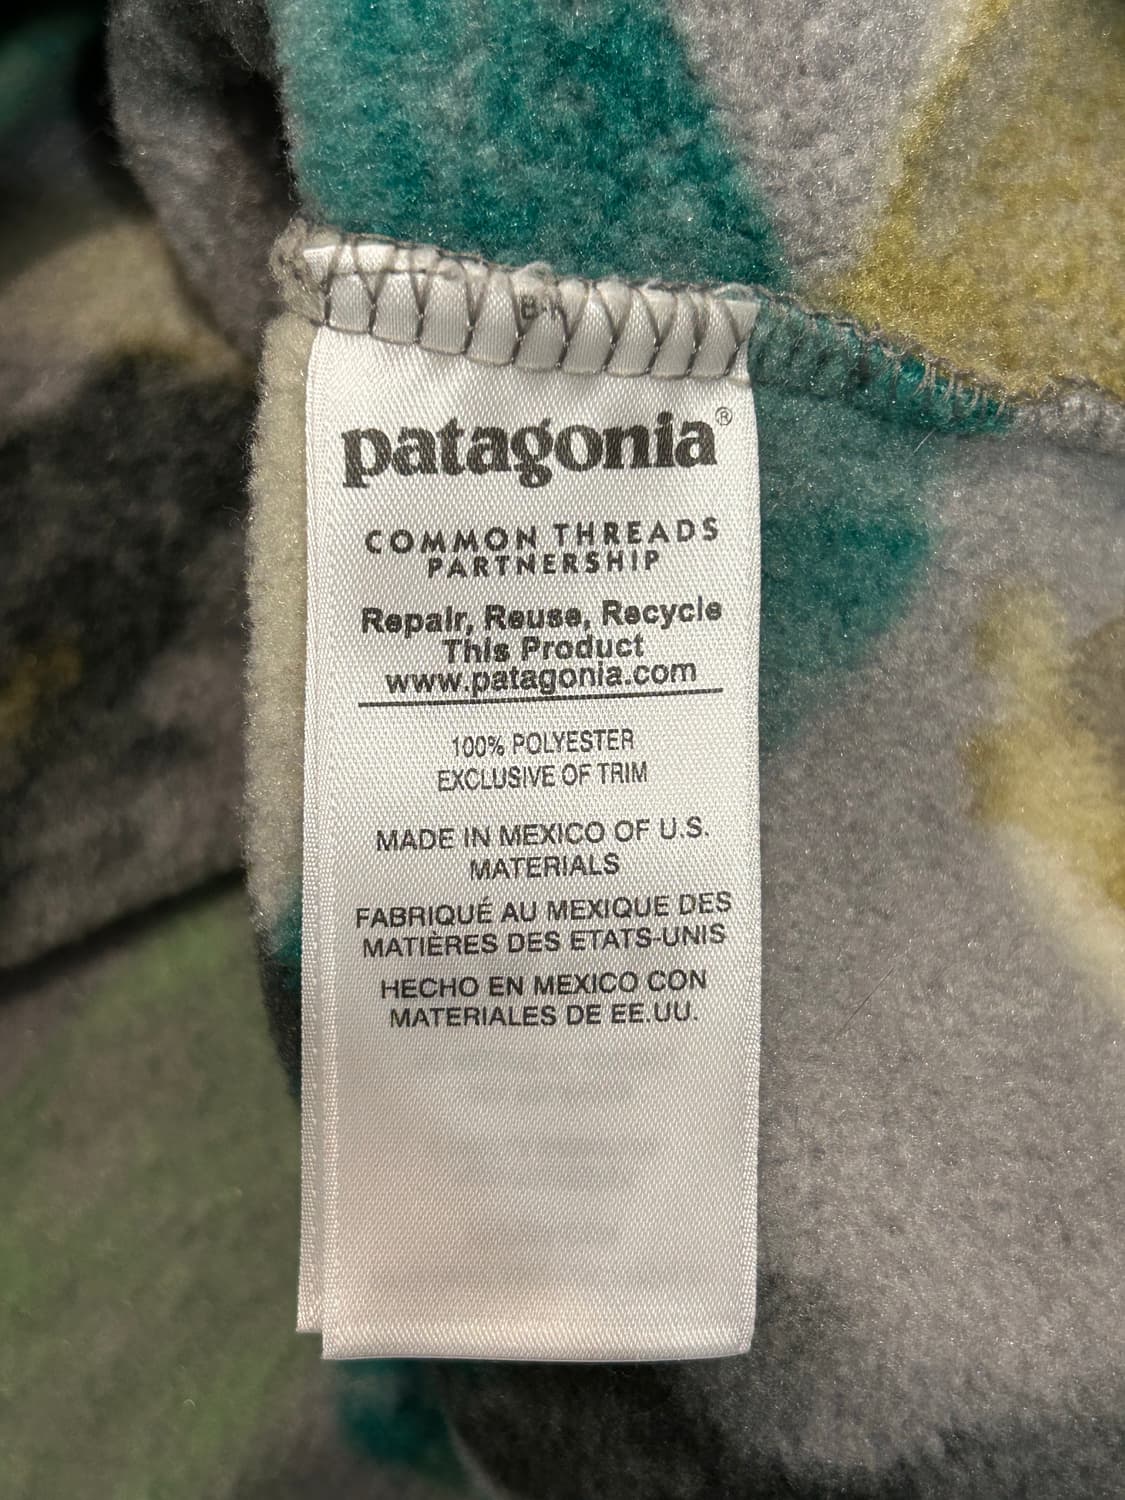 patagonia®
COMMON THREADS
PARTNERSHIP
Repair, Reuse, Recycle
This Product
www.patagonia.com
100% POLYESTER
EXCLUSIVE OF TRIM
MADE IN MEXICO OF U.S.
MATERIALS
FABRIQUÉ AU MEXIQUE DES
MATIÈRES DES ETATS-UNIS
HECHO EN MEXICO CON
MATERIALES DE EE.UU.